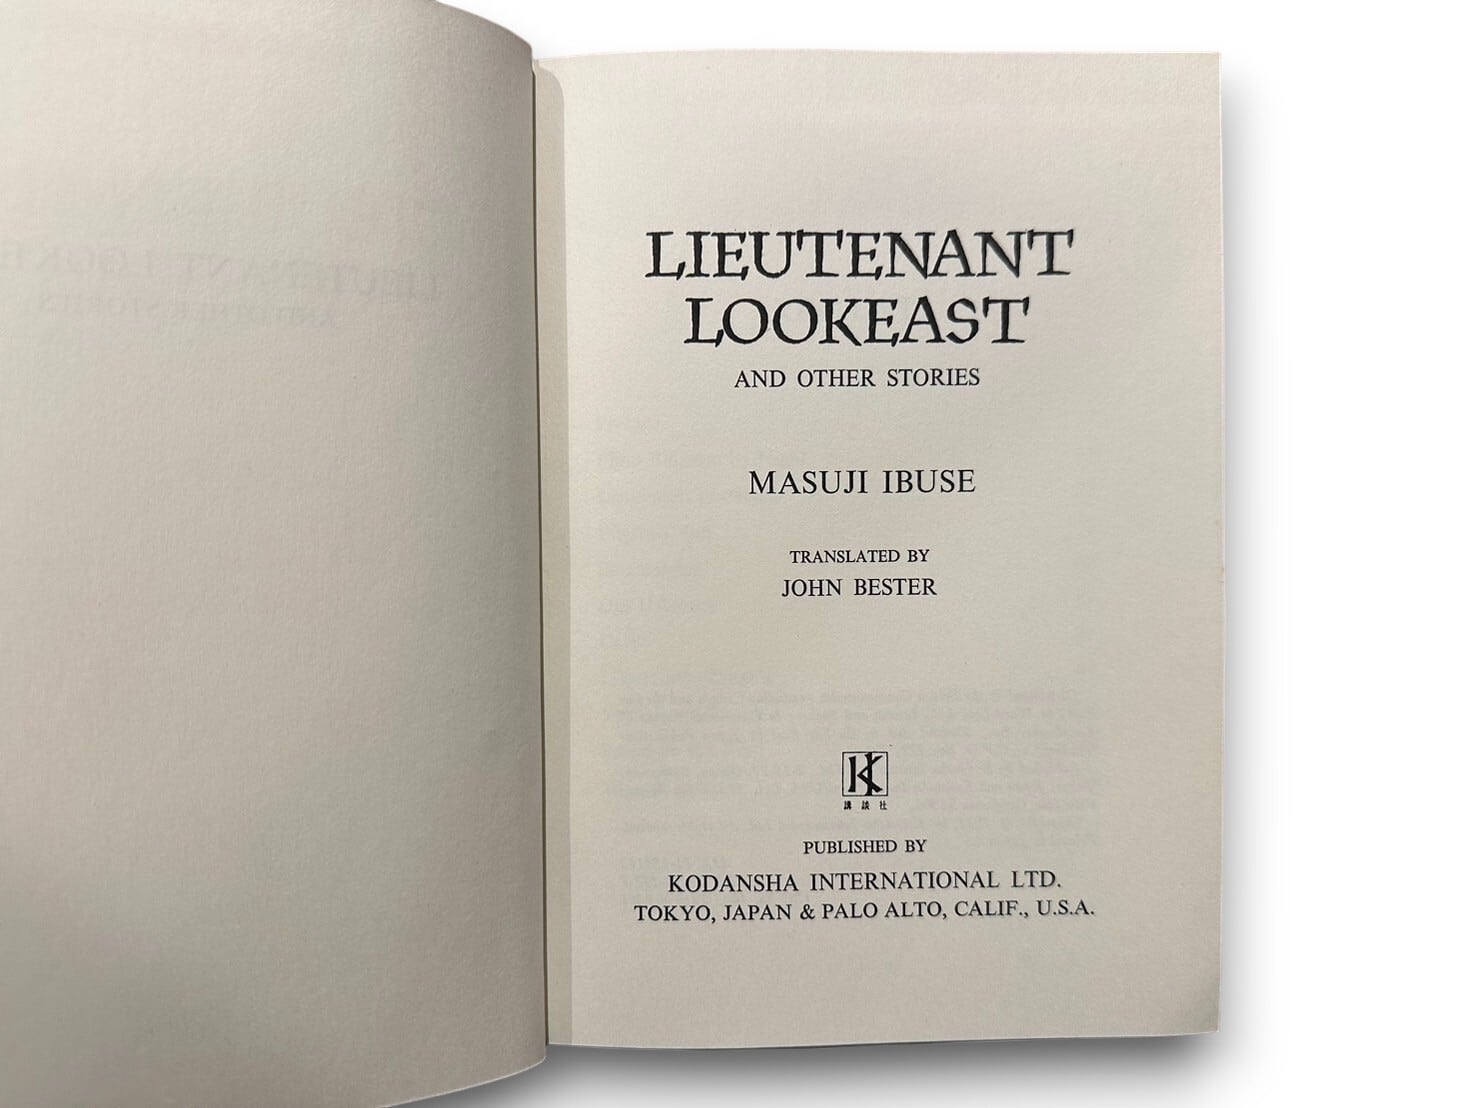 LIEUTENANT
LOOKEAST
AND OTHER STORIES
MASUJI IBUSE
TRANSLATED BY
JOHN BESTER
講談社
PUBLISHED BY
KODANSHA INTERNATIONAL LTD.
TOKYO, JAPAN & PALO ALTO, CALIF., U.S.A.